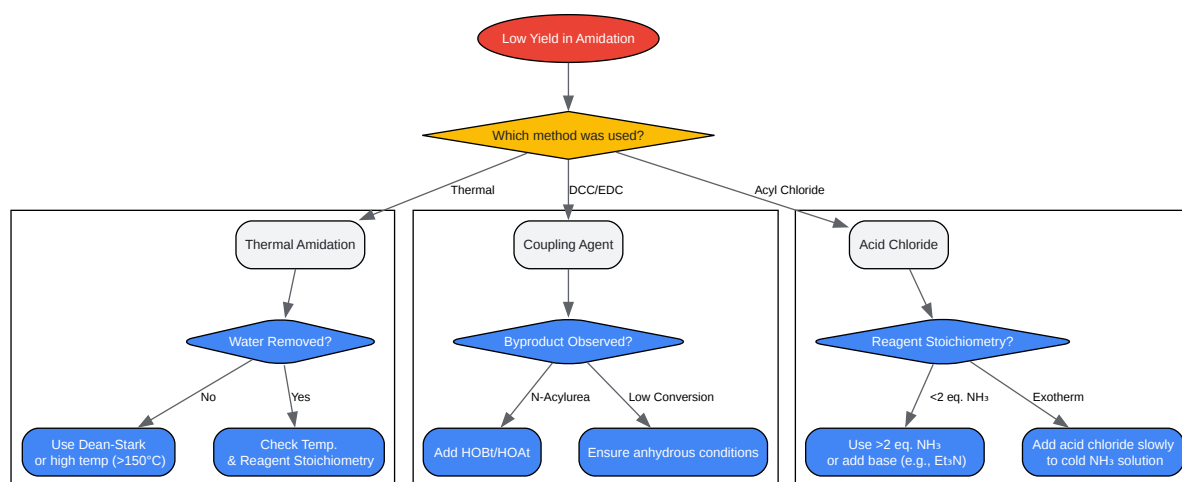 Low Yield in Amidation
Which method was used?
Thermal
DCC/EDC
Acyl Chloride
Thermal Amidation
Coupling Agent
Acid Chloride
Water Removed?
Byproduct Observed?
Reagent Stoichiometry?
No
Yes
N-Acylurea
Low Conversion
<2 eq. NH₃
Exotherm
Use Dean-Stark
or high temp (>150°C)
Check Temp.
& Reagent Stoichiometry
Add HOBt/HOAt
Ensure anhydrous conditions
Use >2 eq. NH₃
or add base (e.g., Et₃N)
Add acid chloride slowly
to cold NH₃ solution